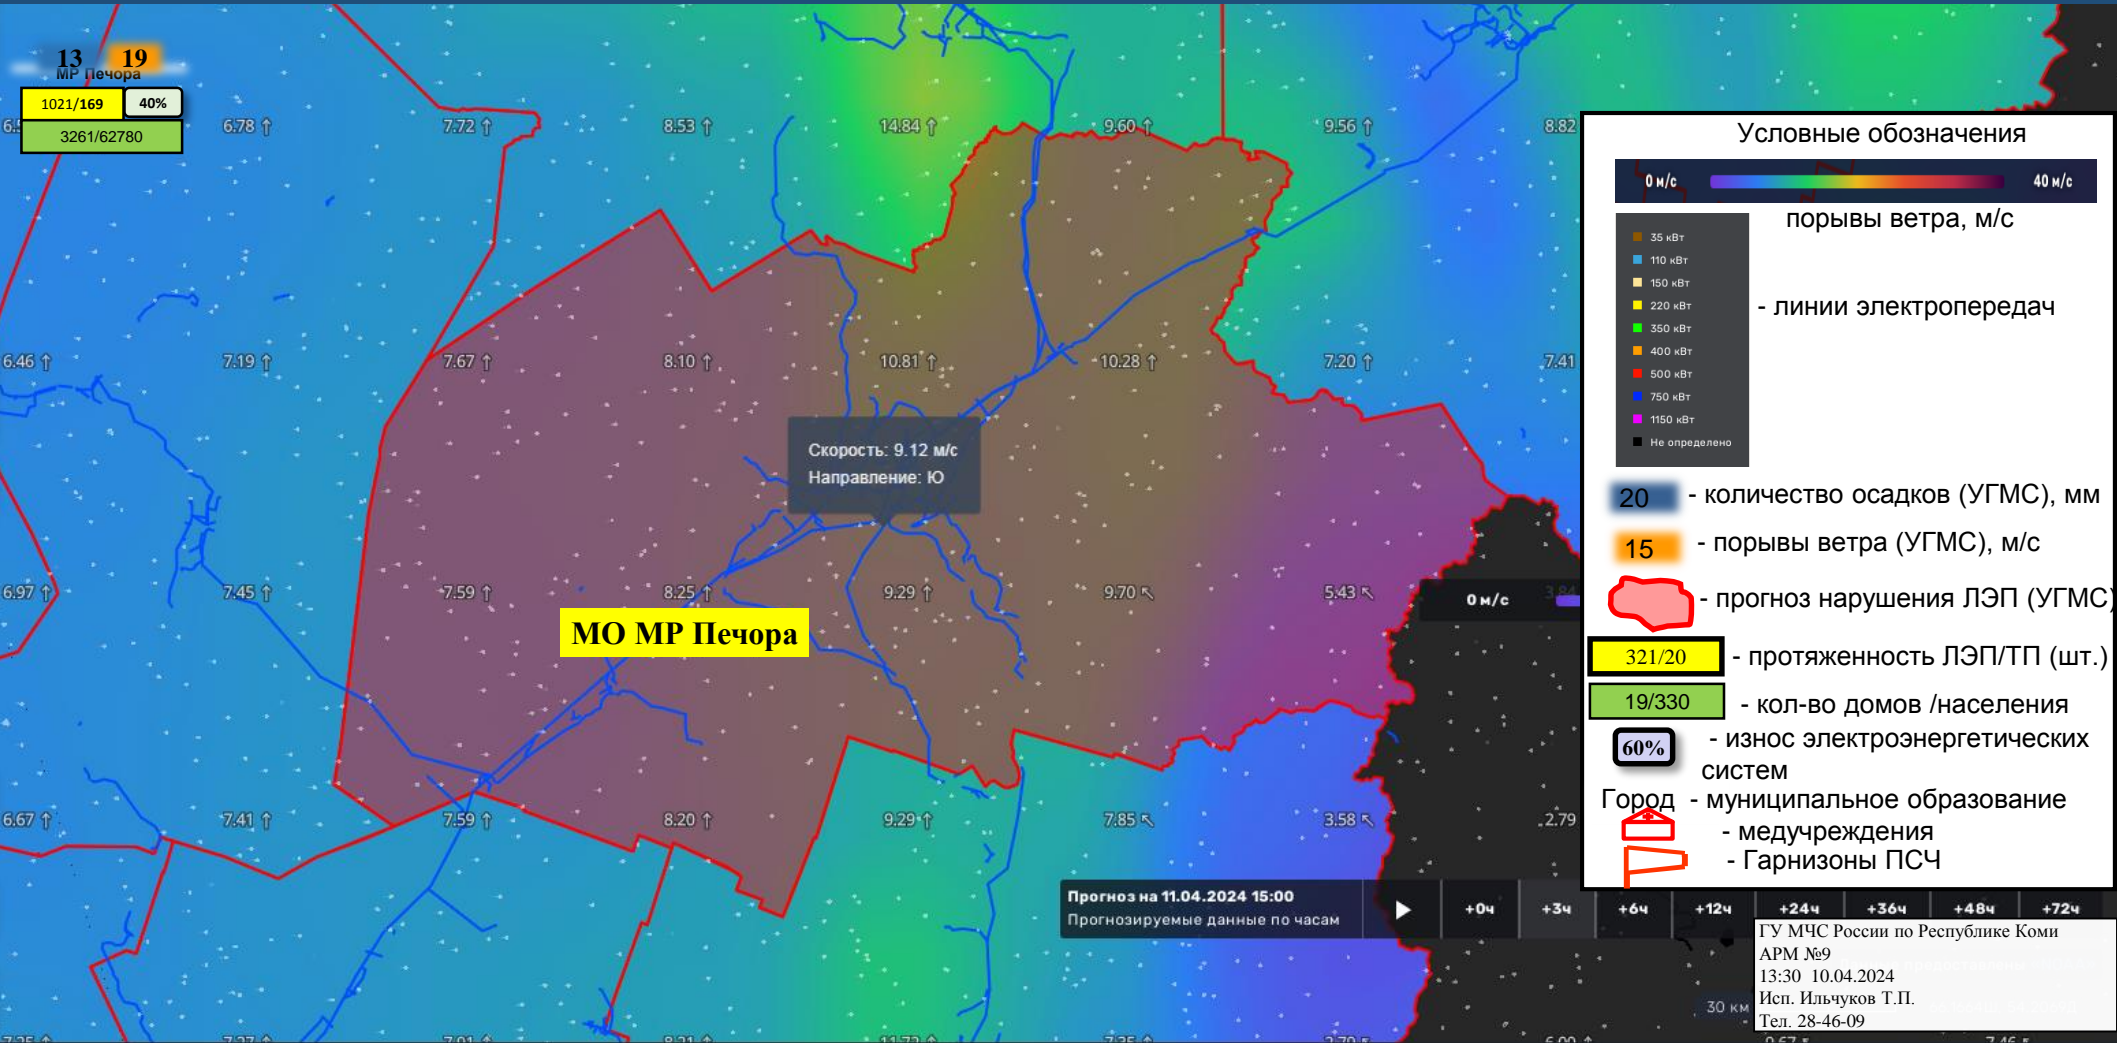 13 19
МР Печора
1021/169 40%
3261/62780
6.78 ↑ 7.72 ↑ 8.53 ↑ 14.84 ↑ 9.60 ↑ 9.56 ↑ 8.82
6.46 ↑ 7.19 ↑ 7.67 ↑ 8.10 ↑ 10.81 ↑ 10.28 ↑ 7.20 ↑ 7.41
Скорость: 9.12 м/с
Направление: Ю
6.97 ↑ 7.45 ↑ 7.59 ↑ 8.25 ↑ 9.29 ↑ 9.70 ↖ 5.43 ↖ 3.84
0 м/с
МО МР Печора
6.67 ↑ 7.41 ↑ 7.59 ↑ 8.20 ↑ 9.29 ↑ 7.85 ↖ 3.58 ↖ 2.79
Условные обозначения
0 м/с 40 м/с
порывы ветра, м/с
35 кВт
110 кВт
150 кВт
220 кВт
350 кВт
400 кВт
500 кВт
750 кВт
1150 кВт
Не определено
- линии электропередач
20 - количество осадков (УГМС), мм
15 - порывы ветра (УГМС), м/с
- прогноз нарушения ЛЭП (УГМС)
321/20 - протяженность ЛЭП/ТП (шт.)
19/330 - кол-во домов /населения
60% - износ электроэнергетических
систем
Город - муниципальное образование
- медучреждения
- Гарнизоны ПСЧ
Прогноз на 11.04.2024 15:00
Прогнозируемые данные по часам
+0ч +3ч +6ч +12ч +24ч +36ч +48ч +72ч
ГУ МЧС России по Республике Коми
АРМ №9
13:30 10.04.2024
Исп. Ильчуков Т.П.
Тел. 28-46-09
30 км